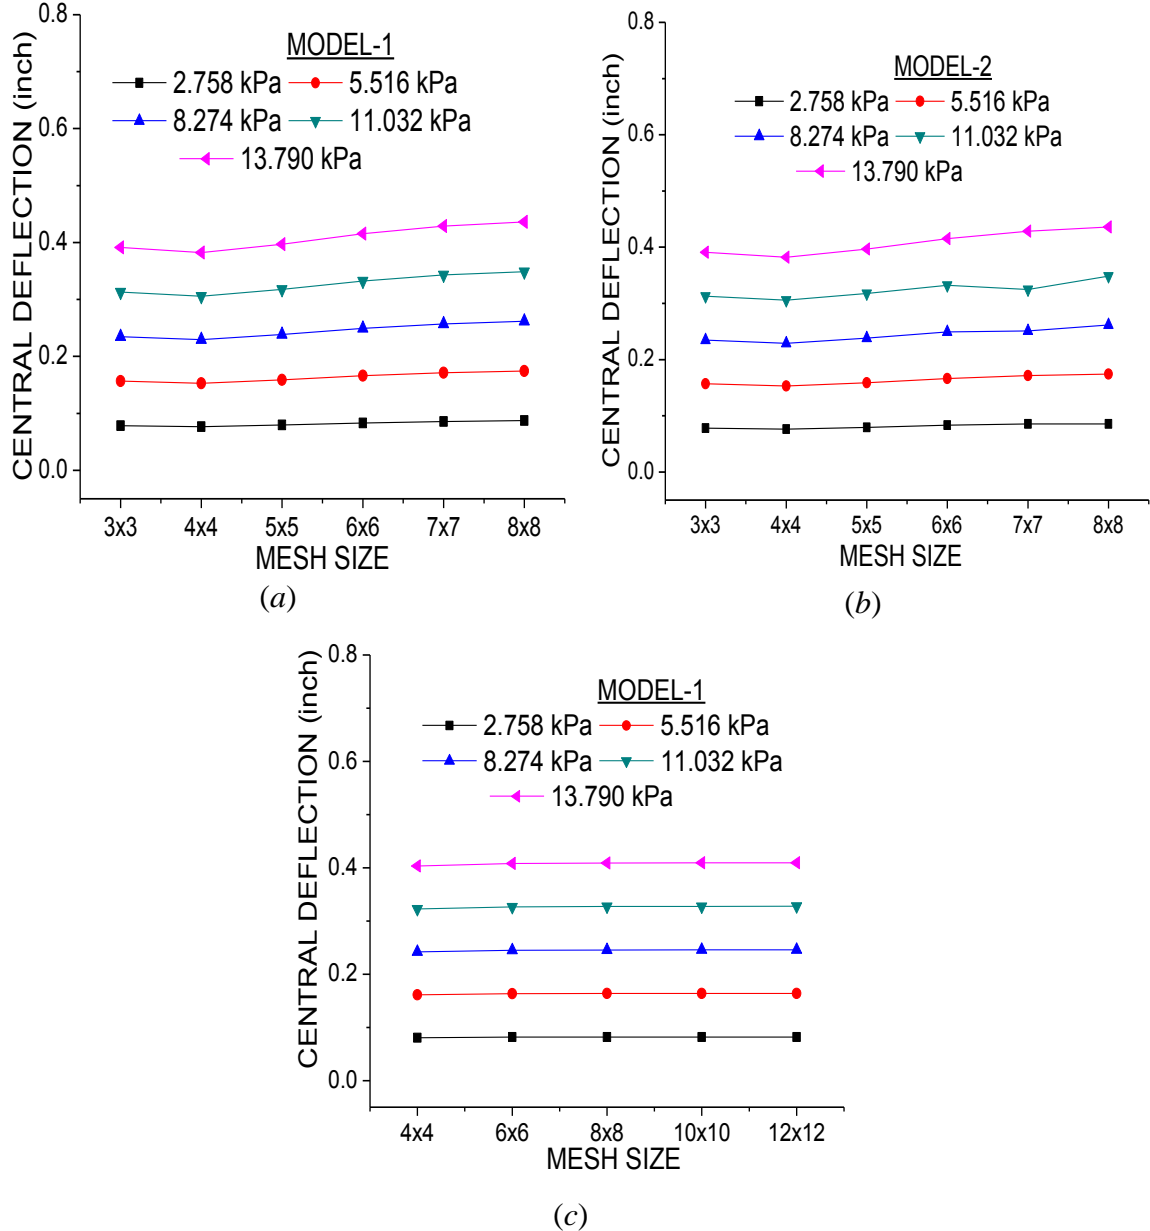 MODEL-1
2.758 kPa 5.516 kPa
8.274 kPa 11.032 kPa
13.790 kPa
CENTRAL DEFLECTION (inch)
0.8
0.6
0.4
0.2
0.0
3x3 4x4 5x5 6x6 7x7 8x8
MESH SIZE
(a)
MODEL-2
2.758 kPa 5.516 kPa
8.274 kPa 11.032 kPa
13.790 kPa
CENTRAL DEFLECTION (inch)
0.8
0.6
0.4
0.2
0.0
3x3 4x4 5x5 6x6 7x7 8x8
MESH SIZE
(b)
MODEL-1
2.758 kPa 5.516 kPa
8.274 kPa 11.032 kPa
13.790 kPa
CENTRAL DEFLECTION (inch)
0.8
0.6
0.4
0.2
0.0
4x4 6x6 8x8 10x10 12x12
MESH SIZE
(c)